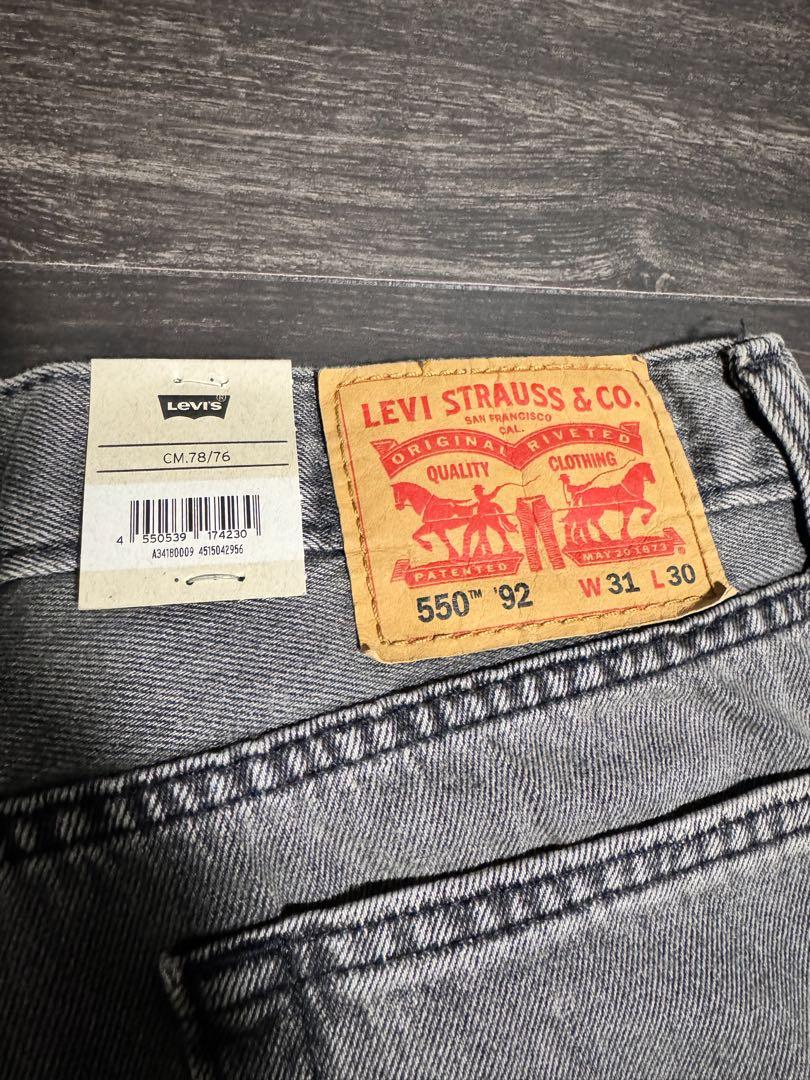 LEVI'S®
CM.78/76
4 550539 174230
A34180009 4515042956
LEVI STRAUSS & CO.
SAN FRANCISCO
CAL.
ORIGINAL RIVETED
QUALITY CLOTHING
PATENTED MAY 20 1873 ®
550™ '92 W 31 L 30